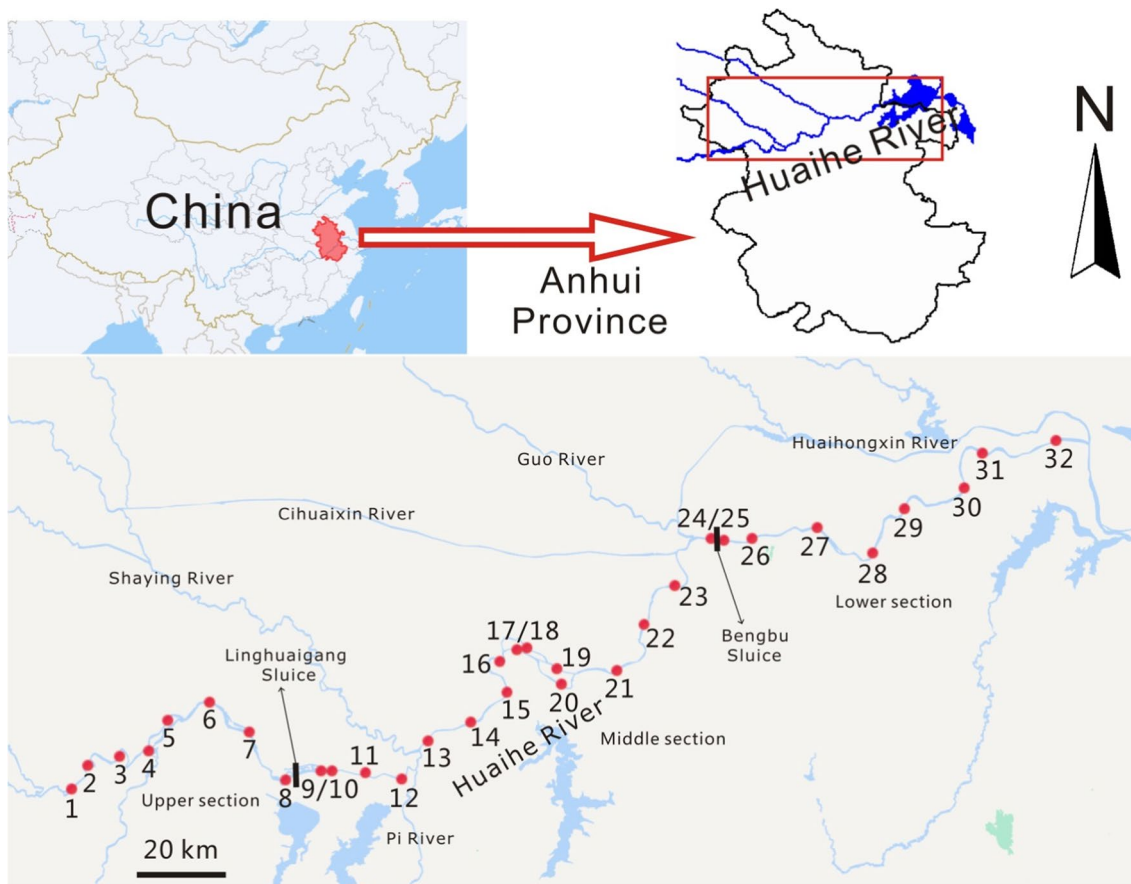 China
Anhui
Province
Huaihe River
N
Huaihongxin River
32
31
Guo River
30
Cihuaixin River
24/25
29
26
27
28
Shaying River
23
Lower section
17/18
22
Bengbu
Sluice
Linghuaigang
Sluice
16
19
21
20
15
6
5
7
14
Huaihe River
Middle section
13
11
4
3
2
1
Upper section
8
9/10
12
Pi River
20 km